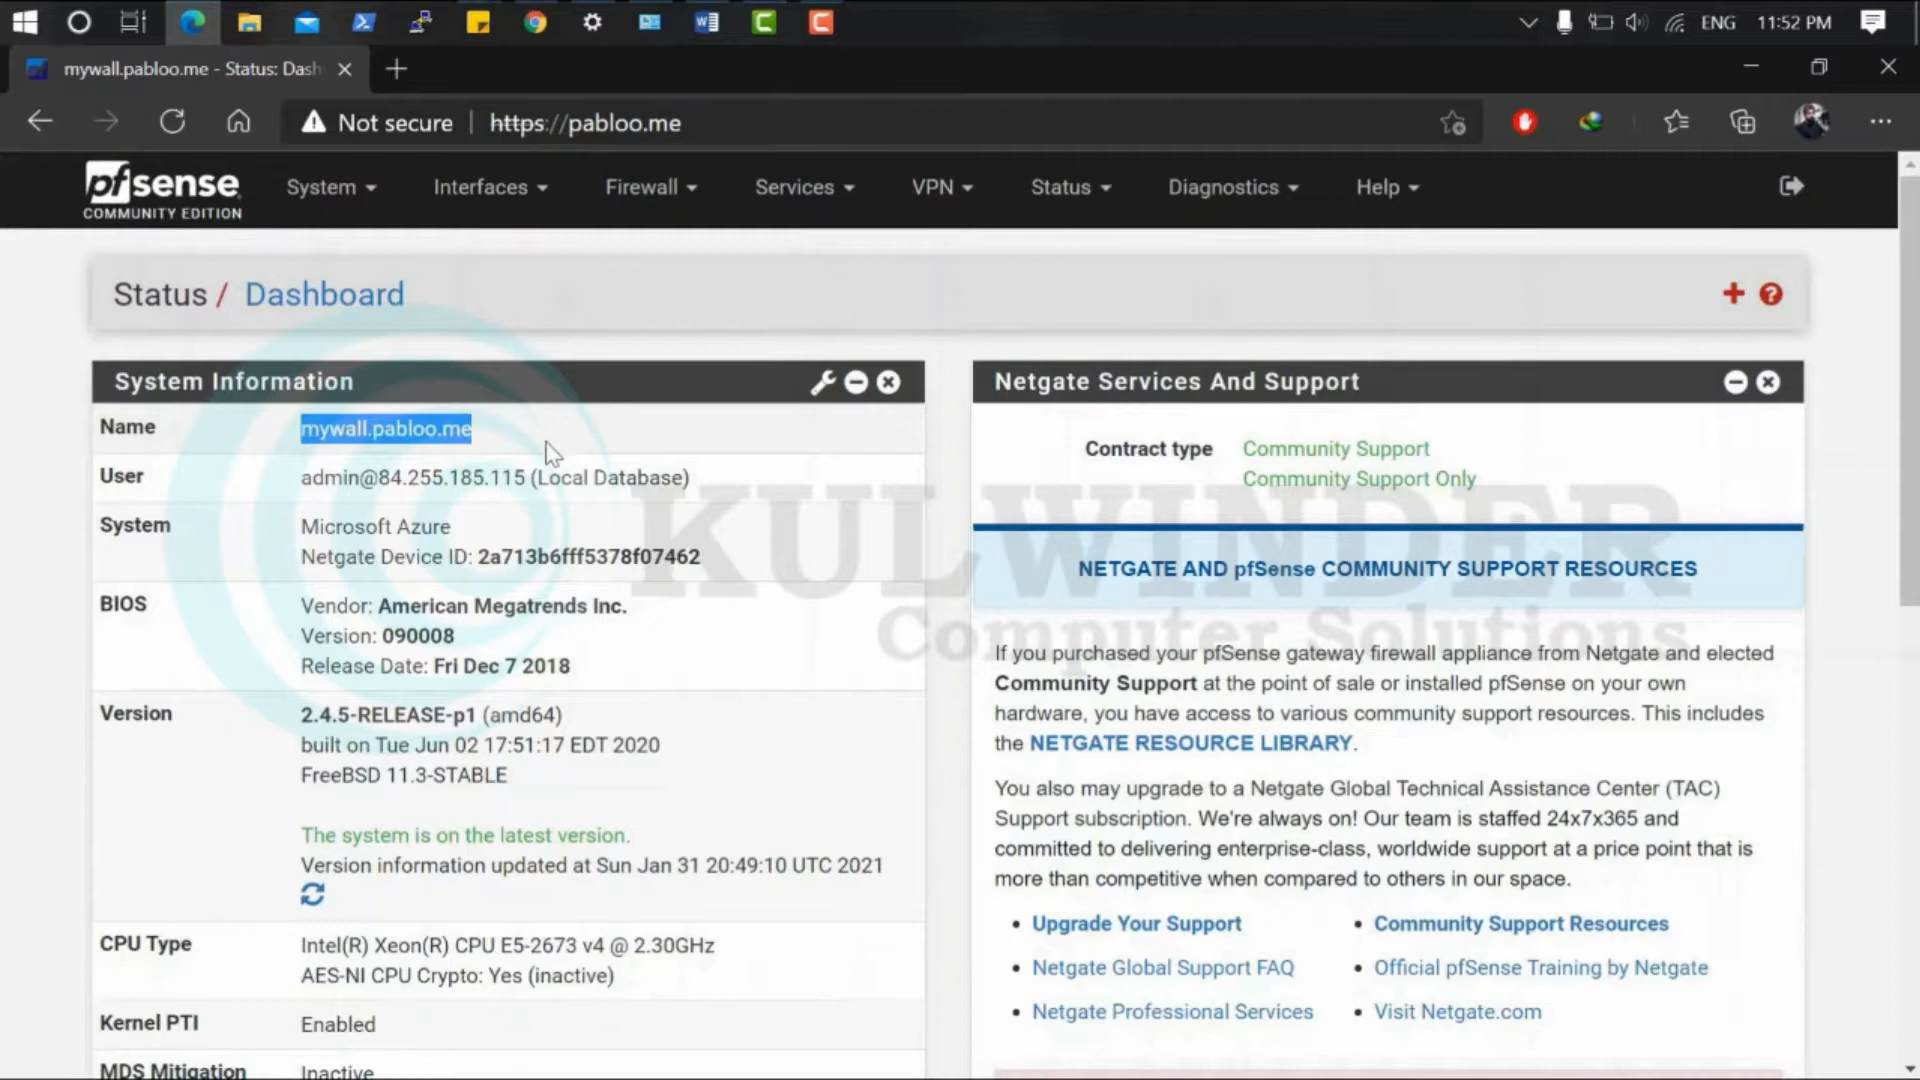 ENG 11:52 PM
mywall.pabloo.me - Status: Dash
Not secure https://pabloo.me
pfsense
COMMUNITY EDITION
System Interfaces Firewall Services VPN Status Diagnostics Help
Status / Dashboard
System Information
Name mywall.pabloo.me
User admin@84.255.185.115 (Local Database)
System Microsoft Azure
Netgate Device ID: 2a713b6fff5378f07462
BIOS Vendor: American Megatrends Inc.
Version: 090008
Release Date: Fri Dec 7 2018
Version 2.4.5-RELEASE-p1 (amd64)
built on Tue Jun 02 17:51:17 EDT 2020
FreeBSD 11.3-STABLE
The system is on the latest version.
Version information updated at Sun Jan 31 20:49:10 UTC 2021
CPU Type Intel(R) Xeon(R) CPU E5-2673 v4 @ 2.30GHz
AES-NI CPU Crypto: Yes (inactive)
Kernel PTI Enabled
MDS Mitigation Inactive
Netgate Services And Support
Contract type Community Support
Community Support Only
NETGATE AND pfSense COMMUNITY SUPPORT RESOURCES
If you purchased your pfSense gateway firewall appliance from Netgate and elected
Community Support at the point of sale or installed pfSense on your own
hardware, you have access to various community support resources. This includes
the NETGATE RESOURCE LIBRARY.
You also may upgrade to a Netgate Global Technical Assistance Center (TAC)
Support subscription. We're always on! Our team is staffed 24x7x365 and
committed to delivering enterprise-class, worldwide support at a price point that is
more than competitive when compared to others in our space.
• Upgrade Your Support • Community Support Resources
• Netgate Global Support FAQ • Official pfSense Training by Netgate
• Netgate Professional Services • Visit Netgate.com
KULWINDER
Computer Solutions